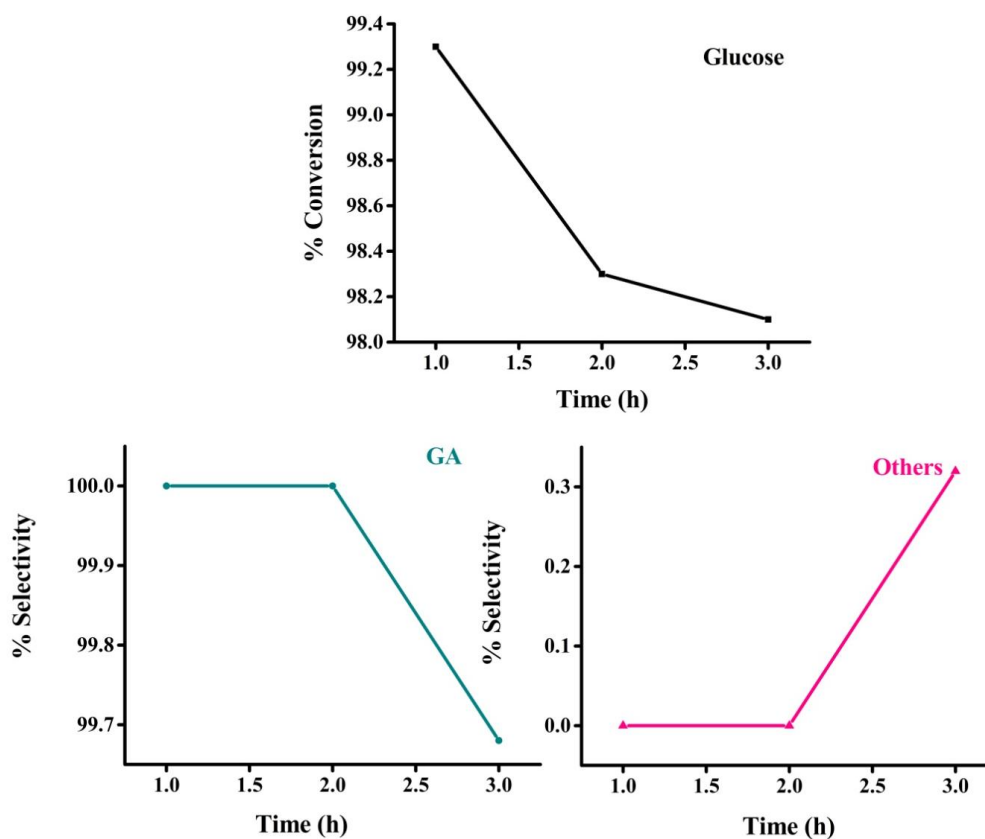 Glucose
% Conversion
99.4
99.2
99.0
98.8
98.6
98.4
98.2
98.0
1.0 1.5 2.0 2.5 3.0
Time (h)
GA
% Selectivity
100.0
99.9
99.8
99.7
1.0 1.5 2.0 2.5 3.0
Time (h)
Others
% Selectivity
0.3
0.2
0.1
0.0
1.0 1.5 2.0 2.5 3.0
Time (h)